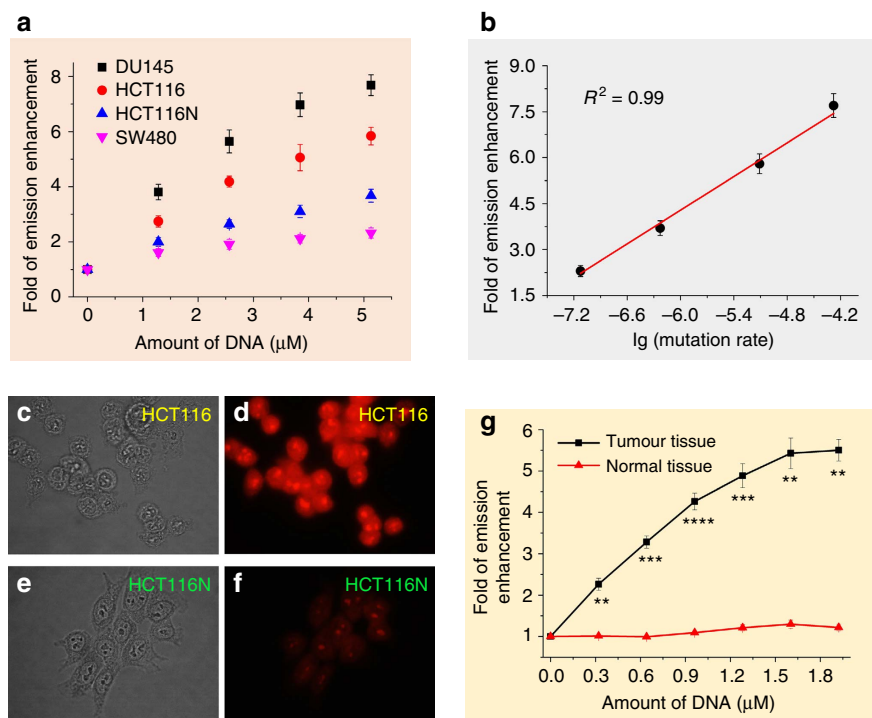 a
DU145
HCT116
HCT116N
SW480
Fold of emission enhancement
8
6
4
2
0
0 1 2 3 4 5
Amount of DNA (μM)
b
R² = 0.99
Fold of emission enhancement
9.0
7.5
6.0
4.5
3.0
1.5
−7.2 −6.6 −6.0 −5.4 −4.8 −4.2
lg (mutation rate)
c HCT116
d HCT116
e HCT116N
f HCT116N
g
Tumour tissue
Normal tissue
Fold of emission
enhancement
6
5
4
3
2
1
** *** **** *** ** **
0.0 0.3 0.6 0.9 1.2 1.5 1.8
Amount of DNA (μM)